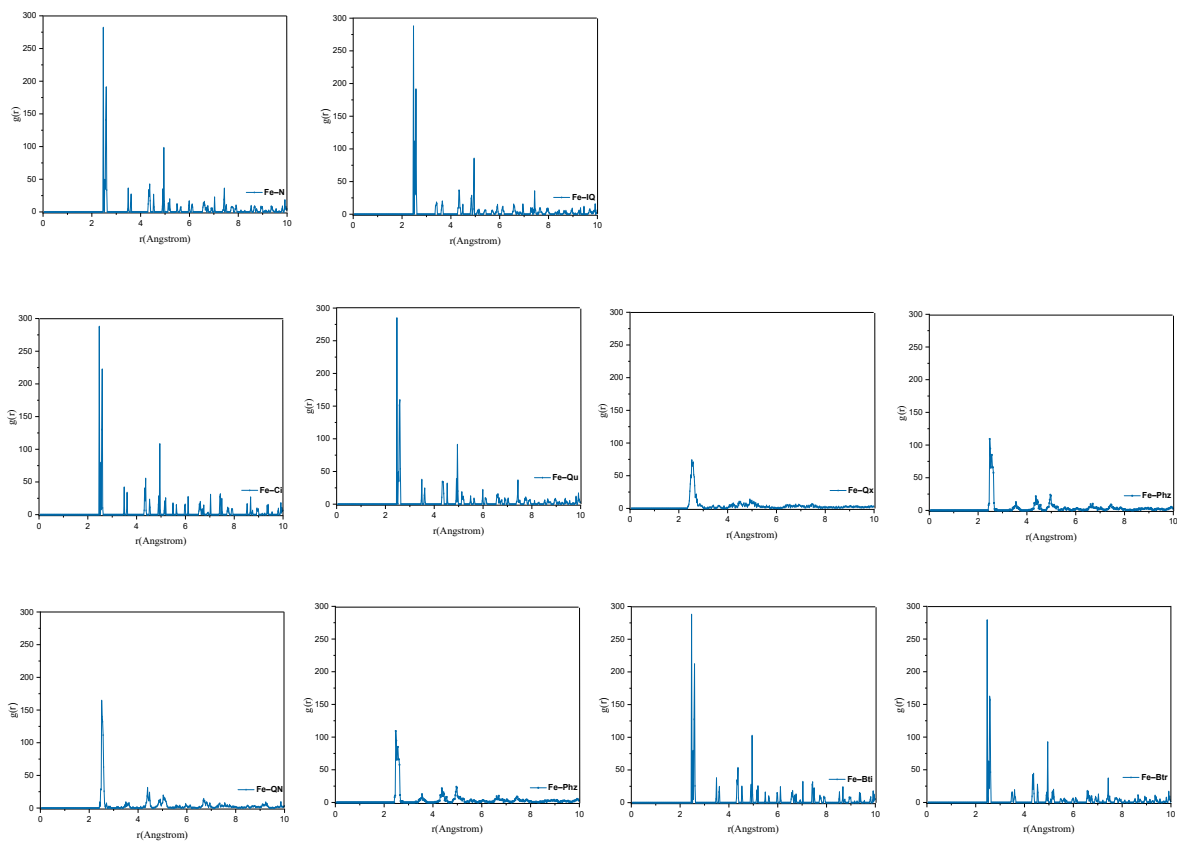 300
250
200
150
100
50
0
g(r)
Fe–N
0 2 4 6 8 10
r(Angstrom)
300
250
200
150
100
50
0
g(r)
Fe–IQ
0 2 4 6 8 10
r(Angstrom)
300
250
200
150
100
50
0
g(r)
Fe–Ci
0 2 4 6 8 10
r(Angstrom)
300
250
200
150
100
50
0
g(r)
Fe–Qu
0 2 4 6 8 10
r(Angstrom)
300
250
200
150
100
50
0
g(r)
Fe–Qx
0 2 4 6 8 10
r(Angstrom)
300
250
200
150
100
50
0
g(r)
Fe–Phz
0 2 4 6 8 10
r(Angstrom)
300
250
200
150
100
50
0
g(r)
Fe–QN
0 2 4 6 8 10
r(Angstrom)
300
250
200
150
100
50
0
g(r)
Fe–Phz
0 2 4 6 8 10
r(Angstrom)
300
250
200
150
100
50
0
g(r)
Fe–Bti
0 2 4 6 8 10
r(Angstrom)
300
250
200
150
100
50
0
g(r)
Fe–Btr
0 2 4 6 8 10
r(Angstrom)